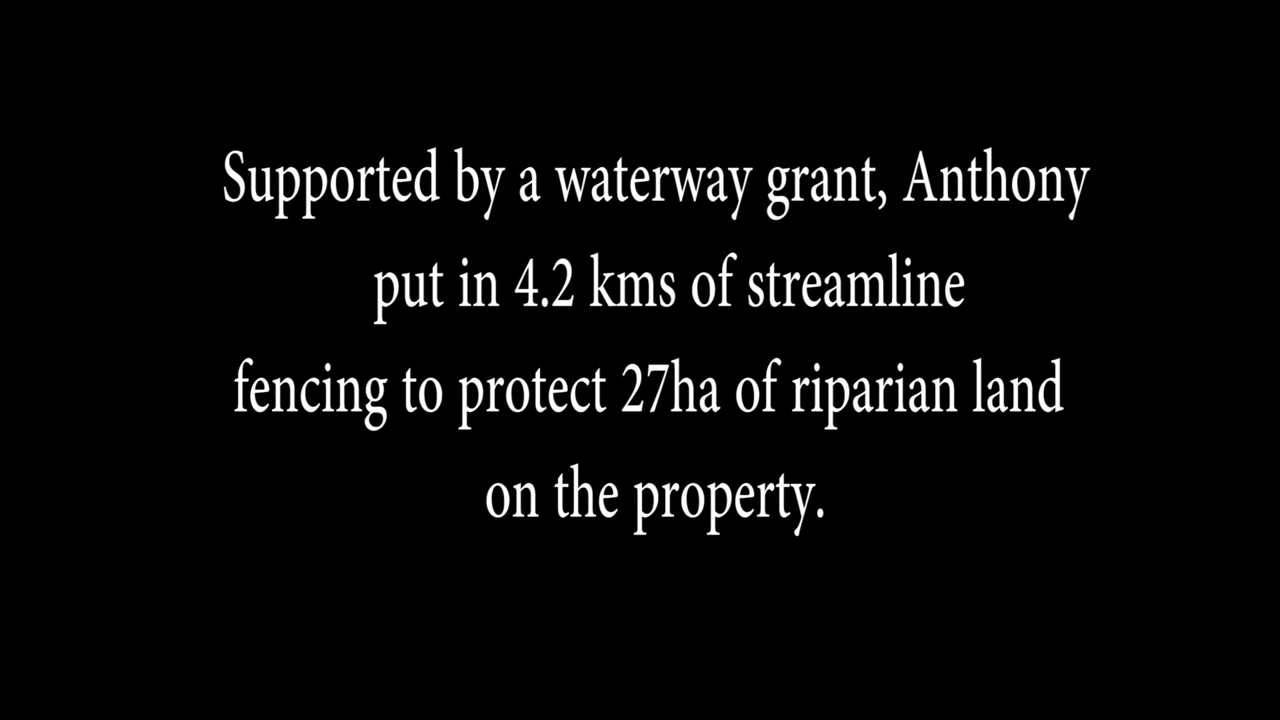 Supported by a waterway grant, Anthony
put in 4.2 kms of streamline
fencing to protect 27ha of riparian land
on the property.